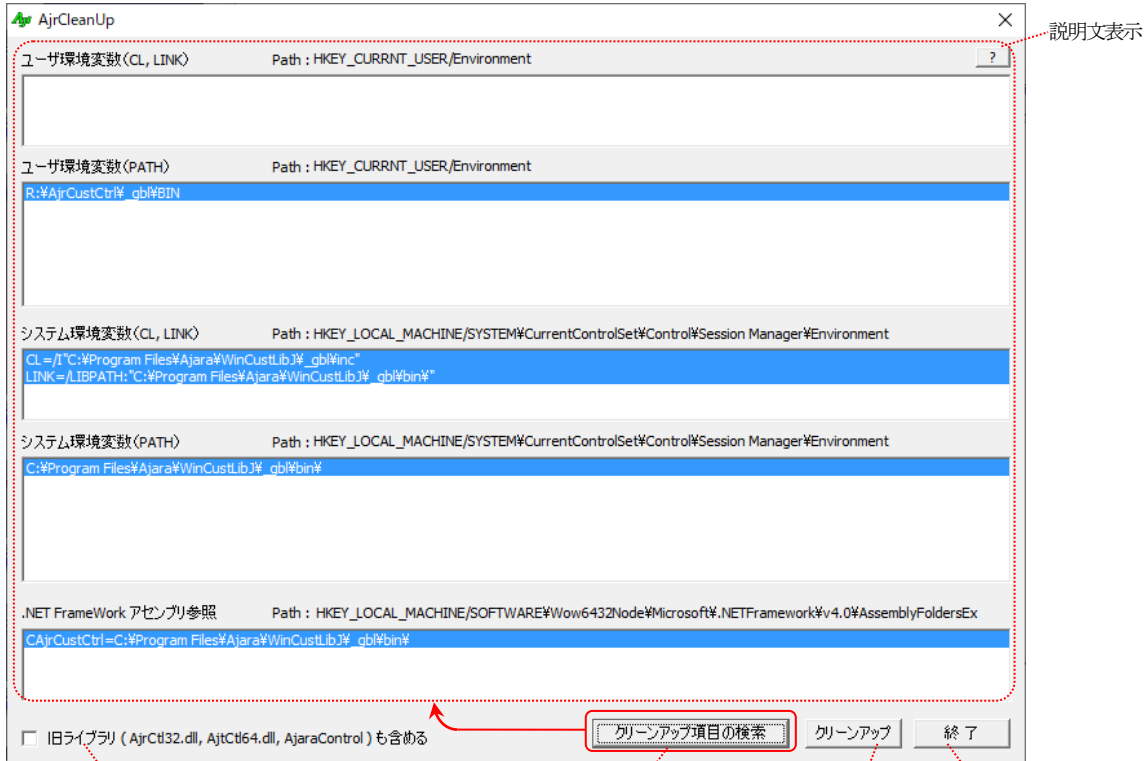 Ajr AjrCleanUp
説明文表示
ユーザ環境変数(CL, LINK) Path : HKEY_CURRNT_USER/Environment ?
ユーザ環境変数(PATH) Path : HKEY_CURRNT_USER/Environment
R:¥AjrCustCtrl¥_gbl¥BIN
システム環境変数(CL, LINK) Path : HKEY_LOCAL_MACHINE/SYSTEM¥CurrentControlSet¥Control¥Session Manager¥Environment
CL=/I"C:¥Program Files¥Ajara¥WinCustLibJ¥_gbl¥inc"
LINK=/LIBPATH:"C:¥Program Files¥Ajara¥WinCustLibJ¥_gbl¥bin¥"
システム環境変数(PATH) Path : HKEY_LOCAL_MACHINE/SYSTEM¥CurrentControlSet¥Control¥Session Manager¥Environment
C:¥Program Files¥Ajara¥WinCustLibJ¥_gbl¥bin¥
.NET FrameWork アセンブリ参照 Path : HKEY_LOCAL_MACHINE/SOFTWARE¥Wow6432Node¥Microsoft¥.NETFramework¥v4.0¥AssemblyFoldersEx
CAjrCustCtrl=C:¥Program Files¥Ajara¥WinCustLibJ¥_gbl¥bin¥
旧ライブラリ ( AjrCtl32.dll, AjtCtl64.dll, AjaraControl ) も含める クリーンアップ項目の検索 クリーンアップ 終 了